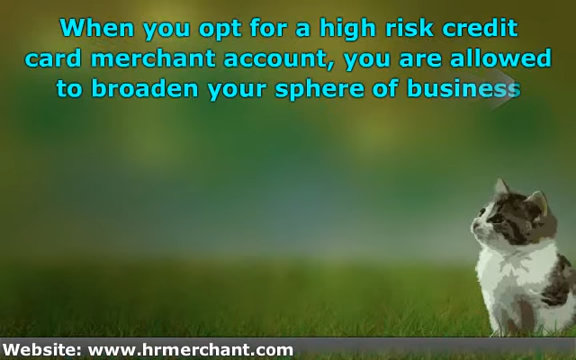 When you opt for a high risk credit
card merchant account, you are allowed
to broaden your sphere of business
Website: www.hrmerchant.com